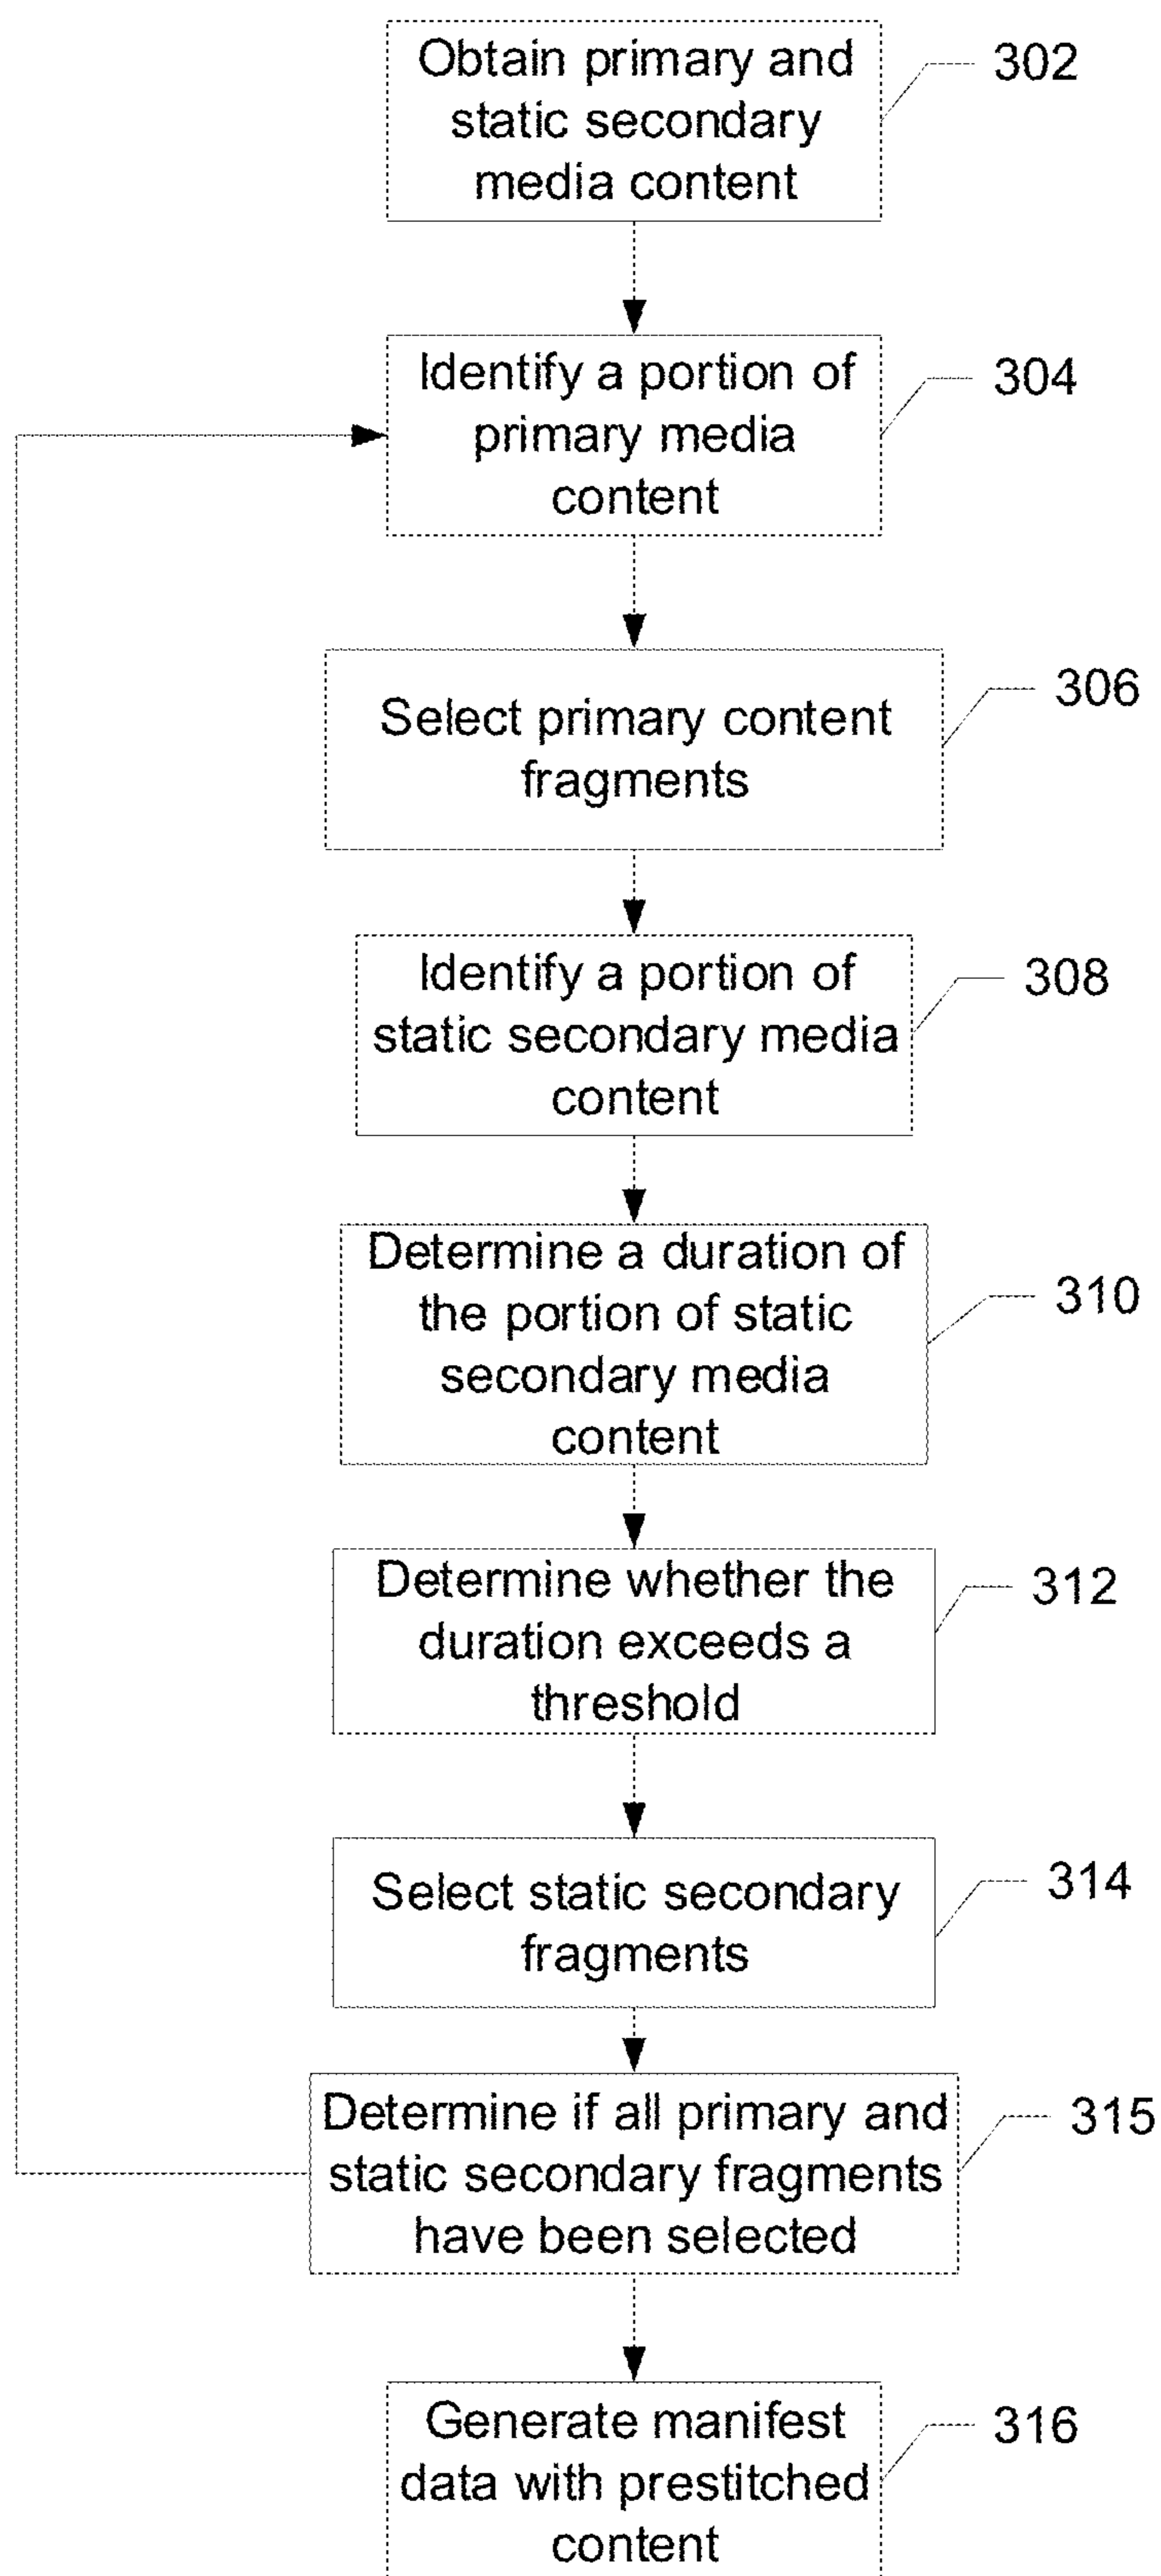 Obtain primary and
static secondary
media content
302
Identify a portion of
primary media
content
304
Select primary content
fragments
306
Identify a portion of
static secondary media
content
308
Determine a duration of
the portion of static
secondary media
content
310
Determine whether the
duration exceeds a
threshold
312
Select static secondary
fragments
314
Determine if all primary and
static secondary fragments
have been selected
315
Generate manifest
data with prestitched
content
316